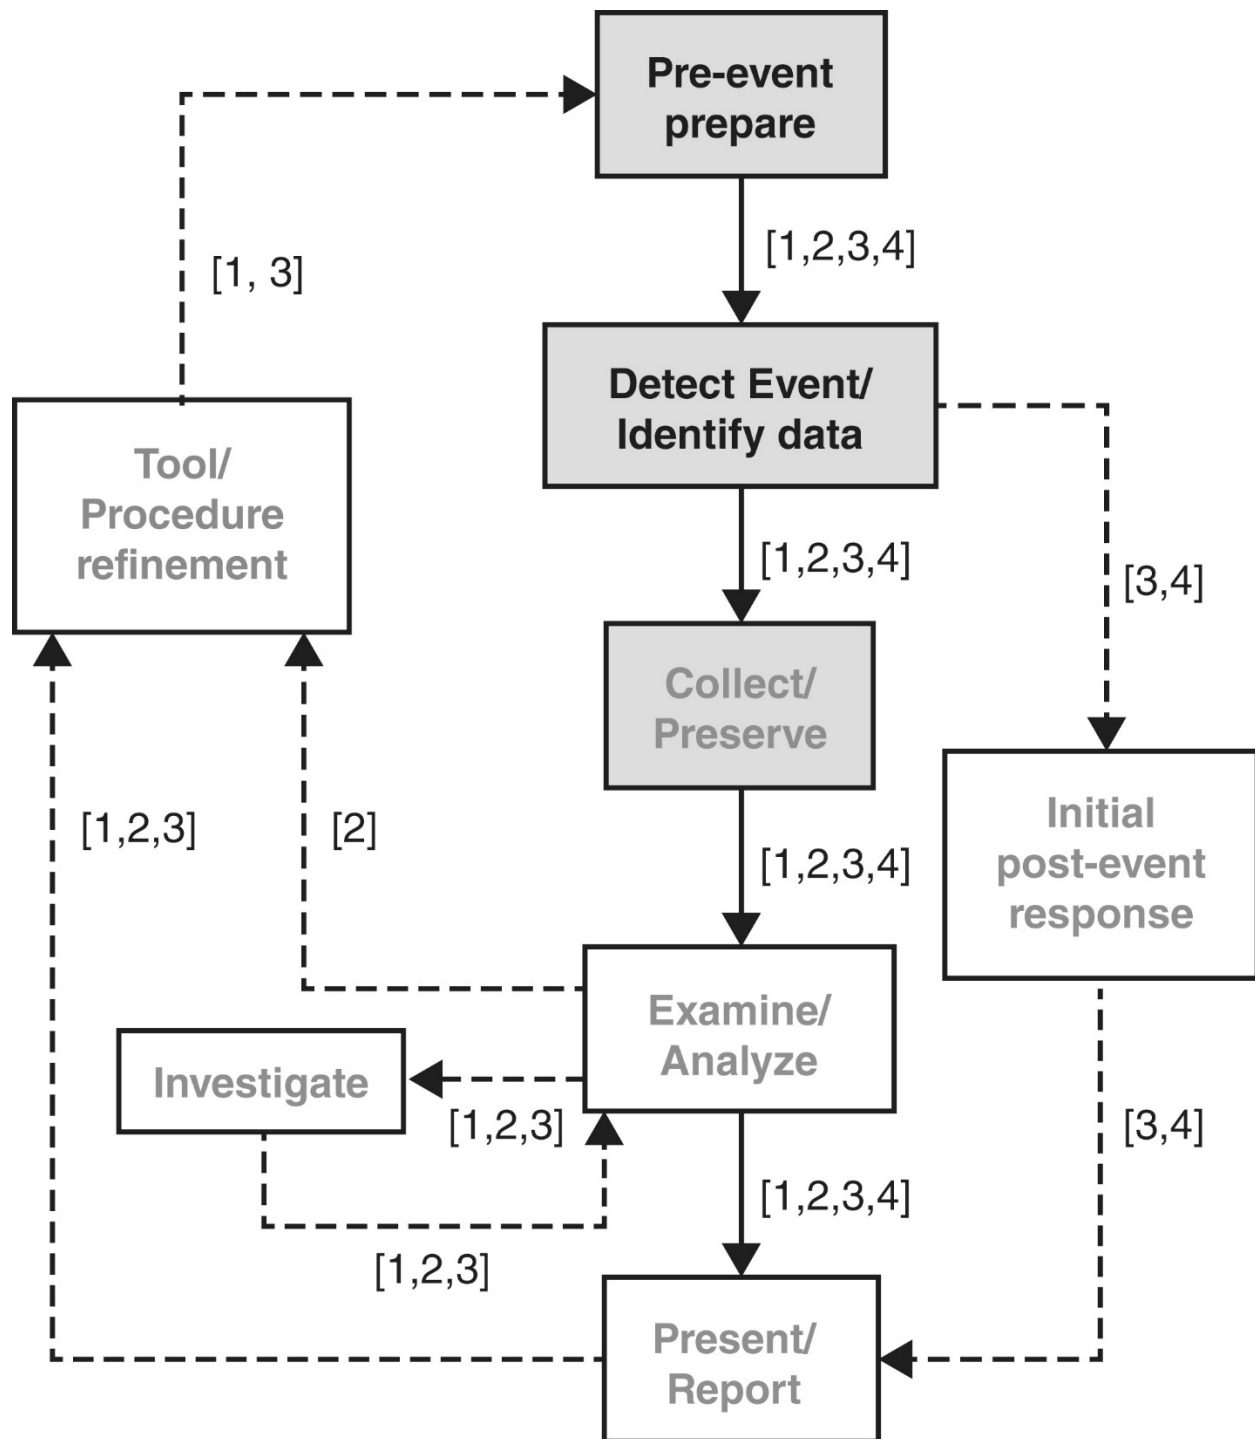 Pre-event
prepare
[1, 3]
[1,2,3,4]
Detect Event/
Identify data
Tool/
Procedure
refinement
[1,2,3,4]
[3,4]
Collect/
Preserve
[1,2,3]
[2]
[1,2,3,4]
Initial
post-event
response
Examine/
Analyze
Investigate
[1,2,3]
[3,4]
[1,2,3,4]
[1,2,3]
Present/
Report